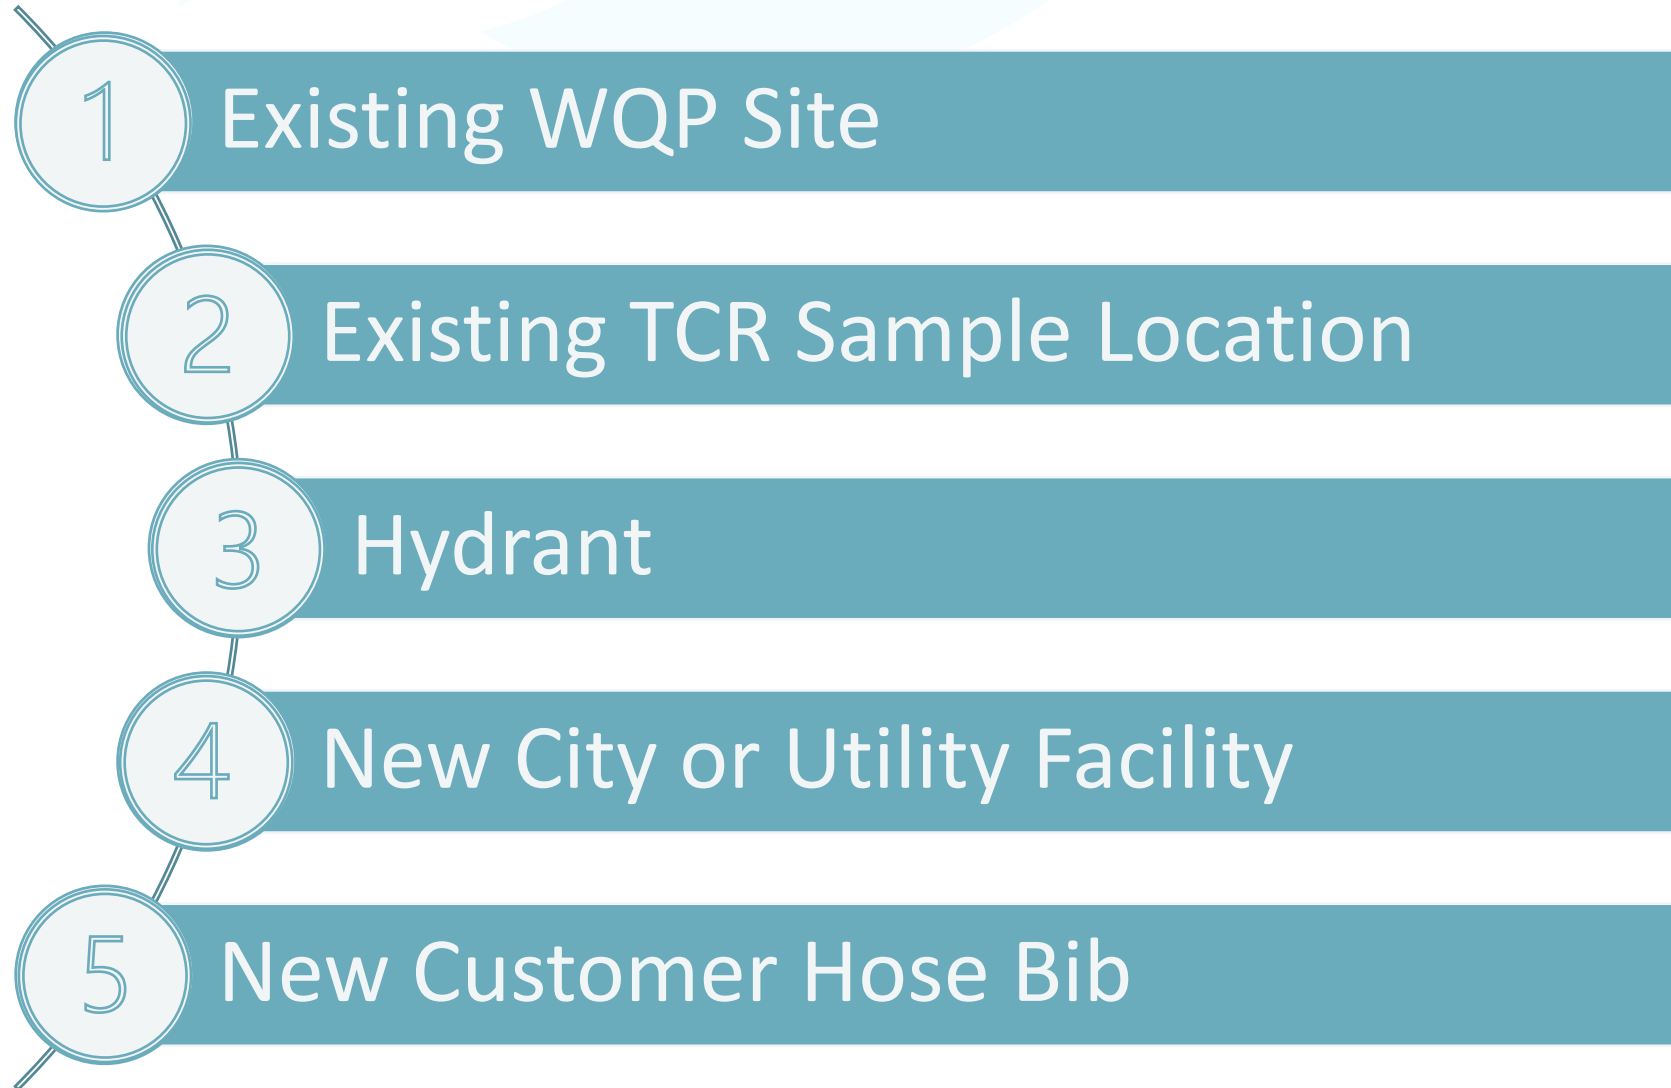 1 Existing WQP Site
2 Existing TCR Sample Location
3 Hydrant
4 New City or Utility Facility
5 New Customer Hose Bib